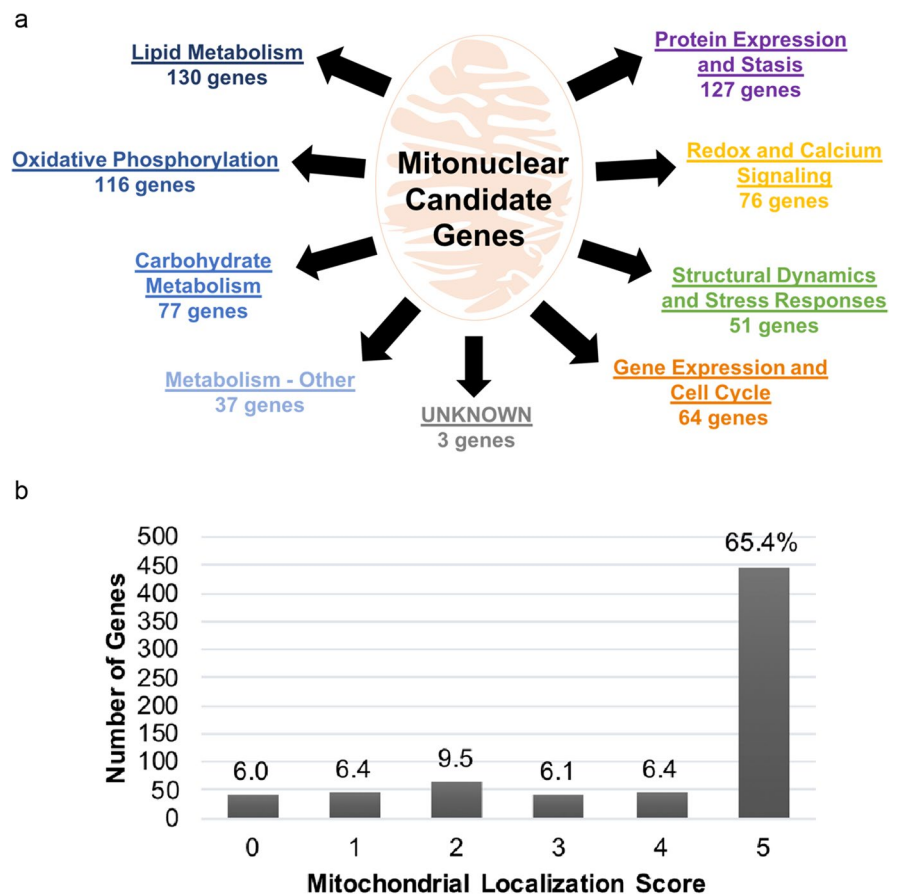 a
Lipid Metabolism
130 genes
Protein Expression
and Stasis
127 genes
Oxidative Phosphorylation
116 genes
Mitonuclear
Candidate
Genes
Redox and Calcium
Signaling
76 genes
Carbohydrate
Metabolism
77 genes
Structural Dynamics
and Stress Responses
51 genes
Metabolism - Other
37 genes
UNKNOWN
3 genes
Gene Expression and
Cell Cycle
64 genes
b
Number of Genes
500
450
400
350
300
250
200
150
100
50
0
6.0
6.4
9.5
6.1
6.4
65.4%
0 1 2 3 4 5
Mitochondrial Localization Score